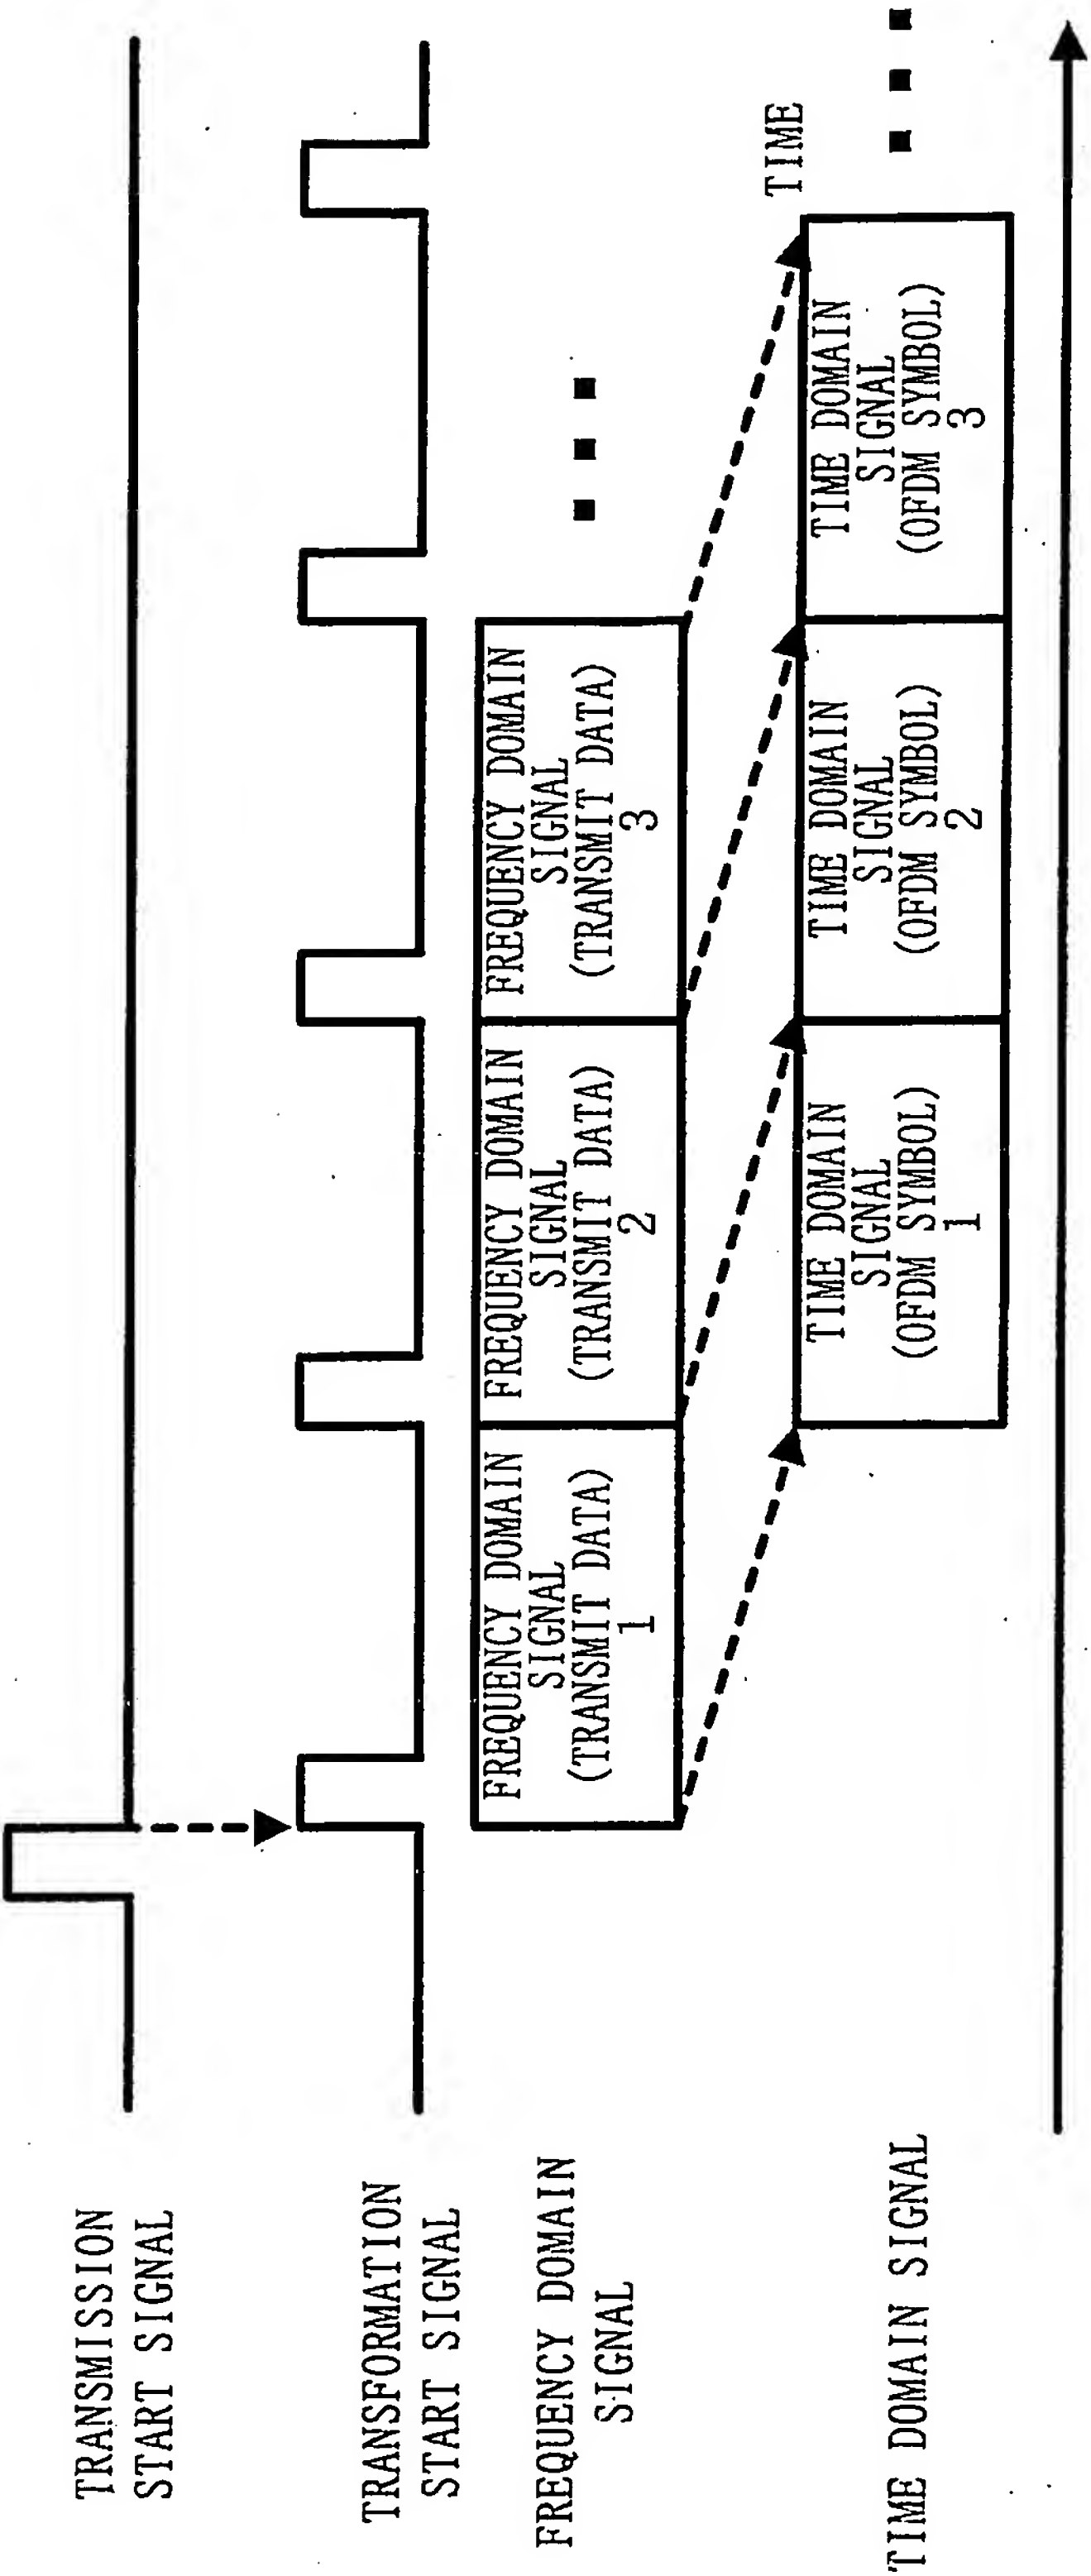 TRANSMISSION
START SIGNAL
TRANSFORMATION
START SIGNAL
FREQUENCY DOMAIN
SIGNAL
FREQUENCY DOMAIN
SIGNAL
(TRANSMIT DATA)
1
FREQUENCY DOMAIN
SIGNAL
(TRANSMIT DATA)
2
FREQUENCY DOMAIN
SIGNAL
(TRANSMIT DATA)
3
TIME
TIME DOMAIN SIGNAL
TIME DOMAIN
SIGNAL
(OFDM SYMBOL)
1
TIME DOMAIN
SIGNAL
(OFDM SYMBOL)
2
TIME DOMAIN
SIGNAL
(OFDM SYMBOL)
3